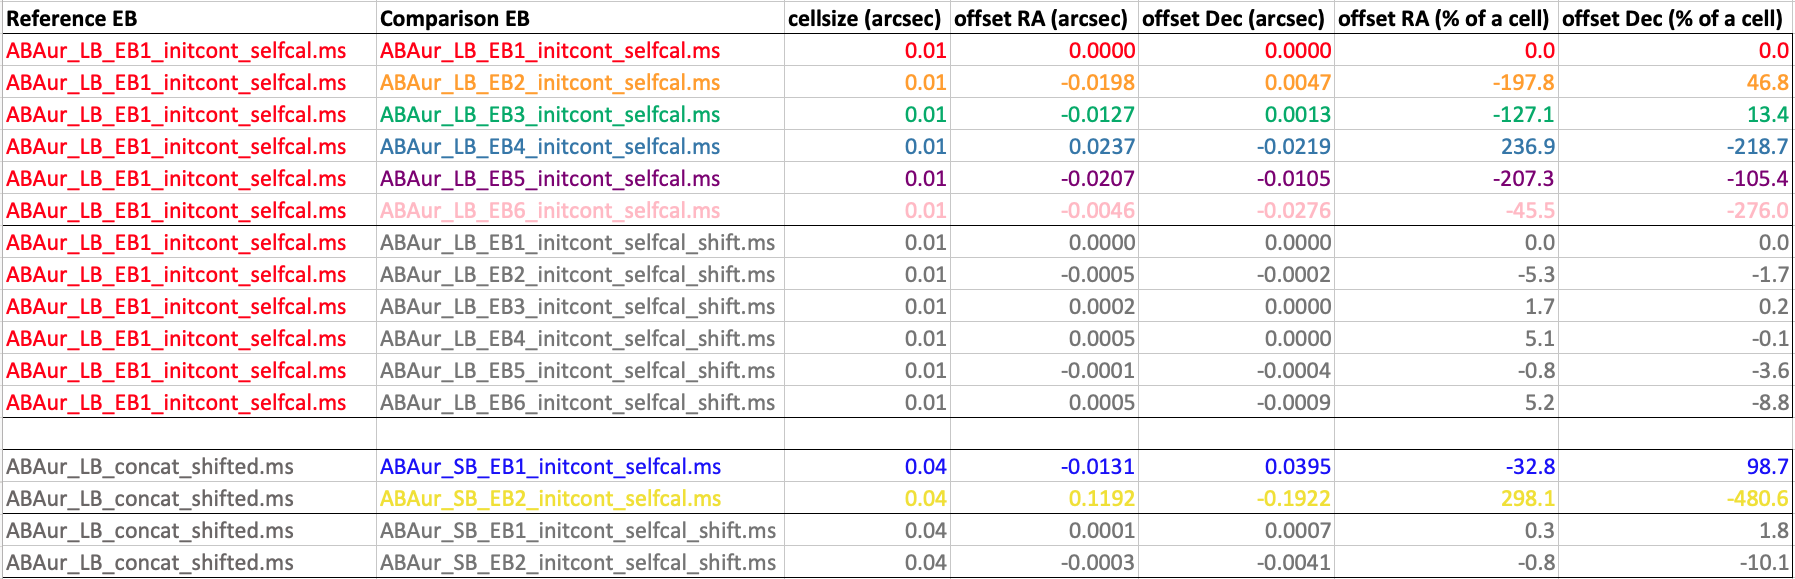 Reference EB Comparison EB cellsize (arcsec) offset RA (arcsec) offset Dec (arcsec) offset RA (% of a cell) offset Dec (% of a cell)
ABAur_LB_EB1_initcont_selfcal.ms ABAur_LB_EB1_initcont_selfcal.ms 0.01 0.0000 0.0000 0.0 0.0
ABAur_LB_EB1_initcont_selfcal.ms ABAur_LB_EB2_initcont_selfcal.ms 0.01 -0.0198 0.0047 -197.8 46.8
ABAur_LB_EB1_initcont_selfcal.ms ABAur_LB_EB3_initcont_selfcal.ms 0.01 -0.0127 0.0013 -127.1 13.4
ABAur_LB_EB1_initcont_selfcal.ms ABAur_LB_EB4_initcont_selfcal.ms 0.01 0.0237 -0.0219 236.9 -218.7
ABAur_LB_EB1_initcont_selfcal.ms ABAur_LB_EB5_initcont_selfcal.ms 0.01 -0.0207 -0.0105 -207.3 -105.4
ABAur_LB_EB1_initcont_selfcal.ms ABAur_LB_EB6_initcont_selfcal.ms 0.01 -0.0046 -0.0276 -45.5 -276.0
ABAur_LB_EB1_initcont_selfcal.ms ABAur_LB_EB1_initcont_selfcal_shift.ms 0.01 0.0000 0.0000 0.0 0.0
ABAur_LB_EB1_initcont_selfcal.ms ABAur_LB_EB2_initcont_selfcal_shift.ms 0.01 -0.0005 -0.0002 -5.3 -1.7
ABAur_LB_EB1_initcont_selfcal.ms ABAur_LB_EB3_initcont_selfcal_shift.ms 0.01 0.0002 0.0000 1.7 0.2
ABAur_LB_EB1_initcont_selfcal.ms ABAur_LB_EB4_initcont_selfcal_shift.ms 0.01 0.0005 0.0000 5.1 -0.1
ABAur_LB_EB1_initcont_selfcal.ms ABAur_LB_EB5_initcont_selfcal_shift.ms 0.01 -0.0001 -0.0004 -0.8 -3.6
ABAur_LB_EB1_initcont_selfcal.ms ABAur_LB_EB6_initcont_selfcal_shift.ms 0.01 0.0005 -0.0009 5.2 -8.8
ABAur_LB_concat_shifted.ms ABAur_SB_EB1_initcont_selfcal.ms 0.04 -0.0131 0.0395 -32.8 98.7
ABAur_LB_concat_shifted.ms ABAur_SB_EB2_initcont_selfcal.ms 0.04 0.1192 -0.1922 298.1 -480.6
ABAur_LB_concat_shifted.ms ABAur_SB_EB1_initcont_selfcal_shift.ms 0.04 0.0001 0.0007 0.3 1.8
ABAur_LB_concat_shifted.ms ABAur_SB_EB2_initcont_selfcal_shift.ms 0.04 -0.0003 -0.0041 -0.8 -10.1